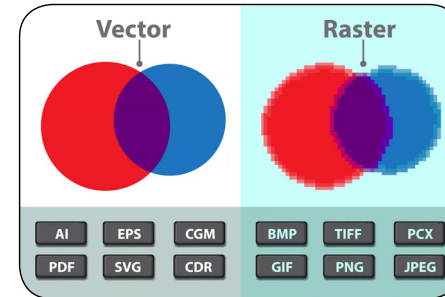 Vector
Raster
AI EPS CGM
PDF SVG CDR
BMP TIFF PCX
GIF PNG JPEG